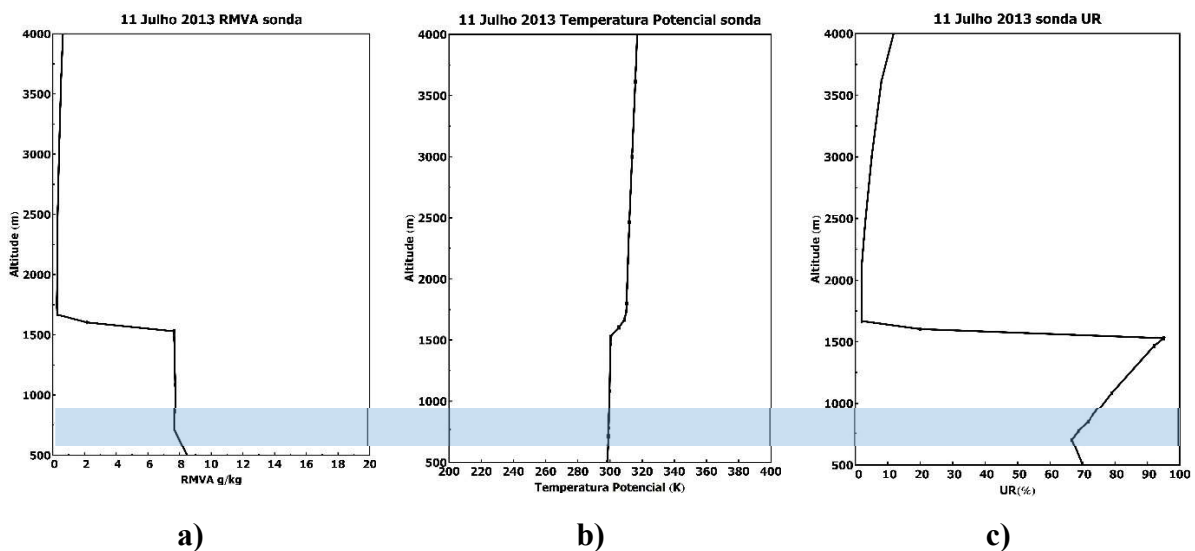 11 Julho 2013 RMVA sonda
4000
3500
3000
2500
2000
1500
1000
500
Altitude (m)
0 2 4 6 8 10 12 14 16 18 20
RMVA g/kg
a)
11 Julho 2013 Temperatura Potencial sonda
4000
3500
3000
2500
2000
1500
1000
500
Altitude (m)
200 220 240 260 280 300 320 340 360 380 400
Temperatura Potencial (K)
b)
11 Julho 2013 sonda UR
4000
3500
3000
2500
2000
1500
1000
500
Altitude (m)
0 10 20 30 40 50 60 70 80 90 100
UR(%)
c)